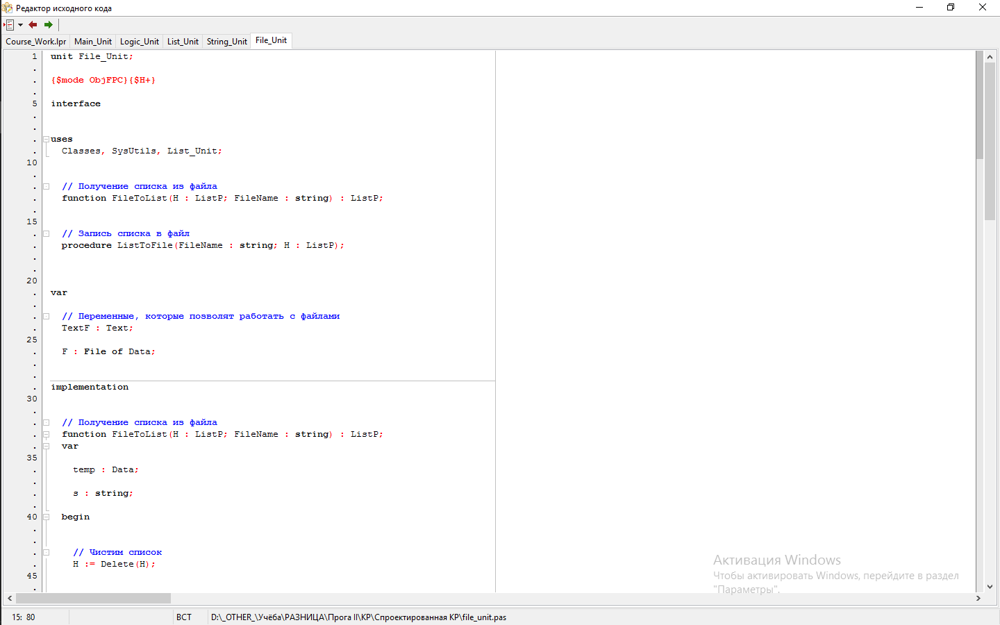 Редактор исходного кода
Course_Work.lpr Main_Unit Logic_Unit List_Unit String_Unit File_Unit
1 unit File_Unit;
{$mode ObjFPC}{$H+}
5 interface
uses
Classes, SysUtils, List_Unit;
10
// Получение списка из файла
function FileToList(H : ListP; FileName : string) : ListP;
15
// Запись списка в файл
procedure ListToFile(FileName : string; H : ListP);
20
var
// Переменные, которые позволят работать с файлами
TextF : Text;
25
F : File of Data;
implementation
30
// Получение списка из файла
function FileToList(H : ListP; FileName : string) : ListP;
var
35
temp : Data;
s : string;
40 begin
// Чистим список
H := Delete(H);
45
Активация Windows
Чтобы активировать Windows, перейдите в раздел
"Параметры".
15: 80 ВСТ D:\_OTHER_\Учёба\РАЗНИЦА\Прога II\КР\Спроектированная КР\file_unit.pas